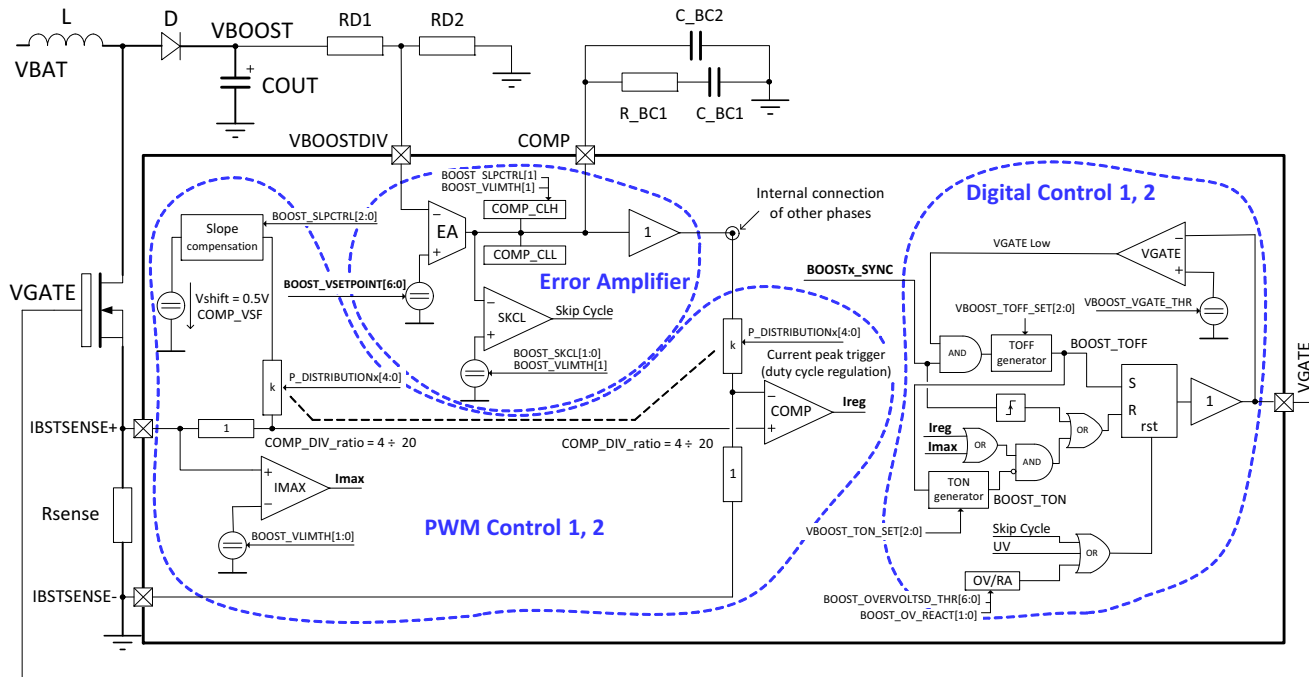 L
D
VBOOST
RD1
RD2
C_BC2
VBAT
+
COUT
R_BC1
C_BC1
VBOOSTDIV
COMP
BOOST_SLPCTRL[1]
BOOST_VLIMTH[1]
Internal connection
of other phases
Digital Control 1, 2
BOOST_SLPCTRL[2:0]
Slope
compensation
COMP_CLH
−
EA
+
COMP_CLL
1
VGATE Low
−
VGATE
+
Error Amplifier
BOOSTx_SYNC
VGATE
Vshift = 0.5V
COMP_VSF
BOOST_VSETPOINT[6:0]
−
SKCL
+
Skip Cycle
VBOOST_VGATE_THR
VBOOST_TOFF_SET[2:0]
P_DISTRIBUTIONx[4:0]
k
AND
TOFF
generator
BOOST_TOFF
Current peak trigger
(duty cycle regulation)
BOOST_SKCL[1:0]
BOOST_VLIMTH[1]
P_DISTRIBUTIONx[4:0]
k
−
COMP
+
Ireg
S
R
rst
1
VGATE
IBSTSENSE+
1
COMP_DIV_ratio = 4 ÷ 20
COMP_DIV_ratio = 4 ÷ 20
Ireg
Imax
OR
OR
AND
+
IMAX
−
Imax
1
TON
generator
BOOST_TON
Rsense
PWM Control 1, 2
BOOST_VLIMTH[1:0]
VBOOST_TON_SET[2:0]
Skip Cycle
UV
OR
OV/RA
IBSTSENSE-
BOOST_OVERVOLTSD_THR[6:0]
BOOST_OV_REACT[1:0]